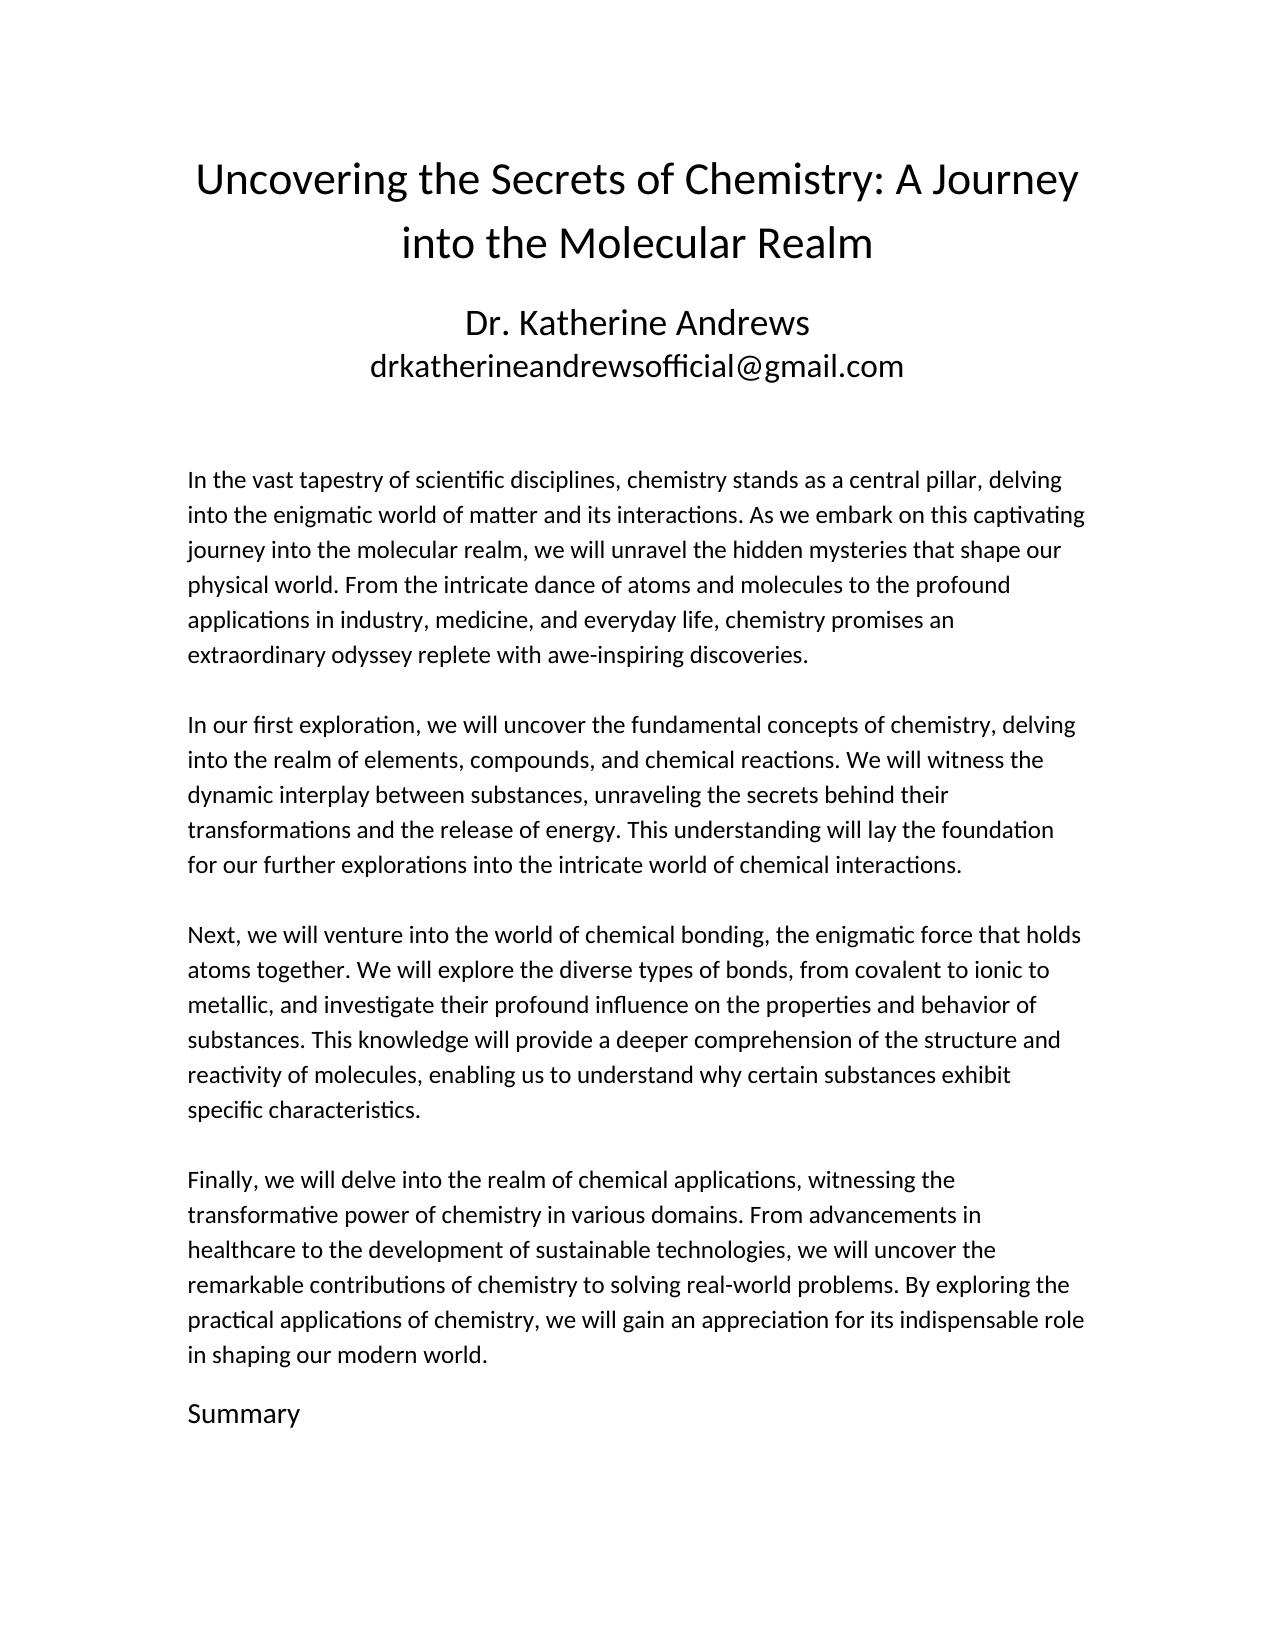 Uncovering the Secrets of Chemistry: A Journey
into the Molecular Realm
Dr. Katherine Andrews
drkatherineandrewsofficial@gmail.com
In the vast tapestry of scientific disciplines, chemistry stands as a central pillar, delving
into the enigmatic world of matter and its interactions. As we embark on this captivating
journey into the molecular realm, we will unravel the hidden mysteries that shape our
physical world. From the intricate dance of atoms and molecules to the profound
applications in industry, medicine, and everyday life, chemistry promises an
extraordinary odyssey replete with awe-inspiring discoveries.
In our first exploration, we will uncover the fundamental concepts of chemistry, delving
into the realm of elements, compounds, and chemical reactions. We will witness the
dynamic interplay between substances, unraveling the secrets behind their
transformations and the release of energy. This understanding will lay the foundation
for our further explorations into the intricate world of chemical interactions.
Next, we will venture into the world of chemical bonding, the enigmatic force that holds
atoms together. We will explore the diverse types of bonds, from covalent to ionic to
metallic, and investigate their profound influence on the properties and behavior of
substances. This knowledge will provide a deeper comprehension of the structure and
reactivity of molecules, enabling us to understand why certain substances exhibit
specific characteristics.
Finally, we will delve into the realm of chemical applications, witnessing the
transformative power of chemistry in various domains. From advancements in
healthcare to the development of sustainable technologies, we will uncover the
remarkable contributions of chemistry to solving real-world problems. By exploring the
practical applications of chemistry, we will gain an appreciation for its indispensable role
in shaping our modern world.
Summary